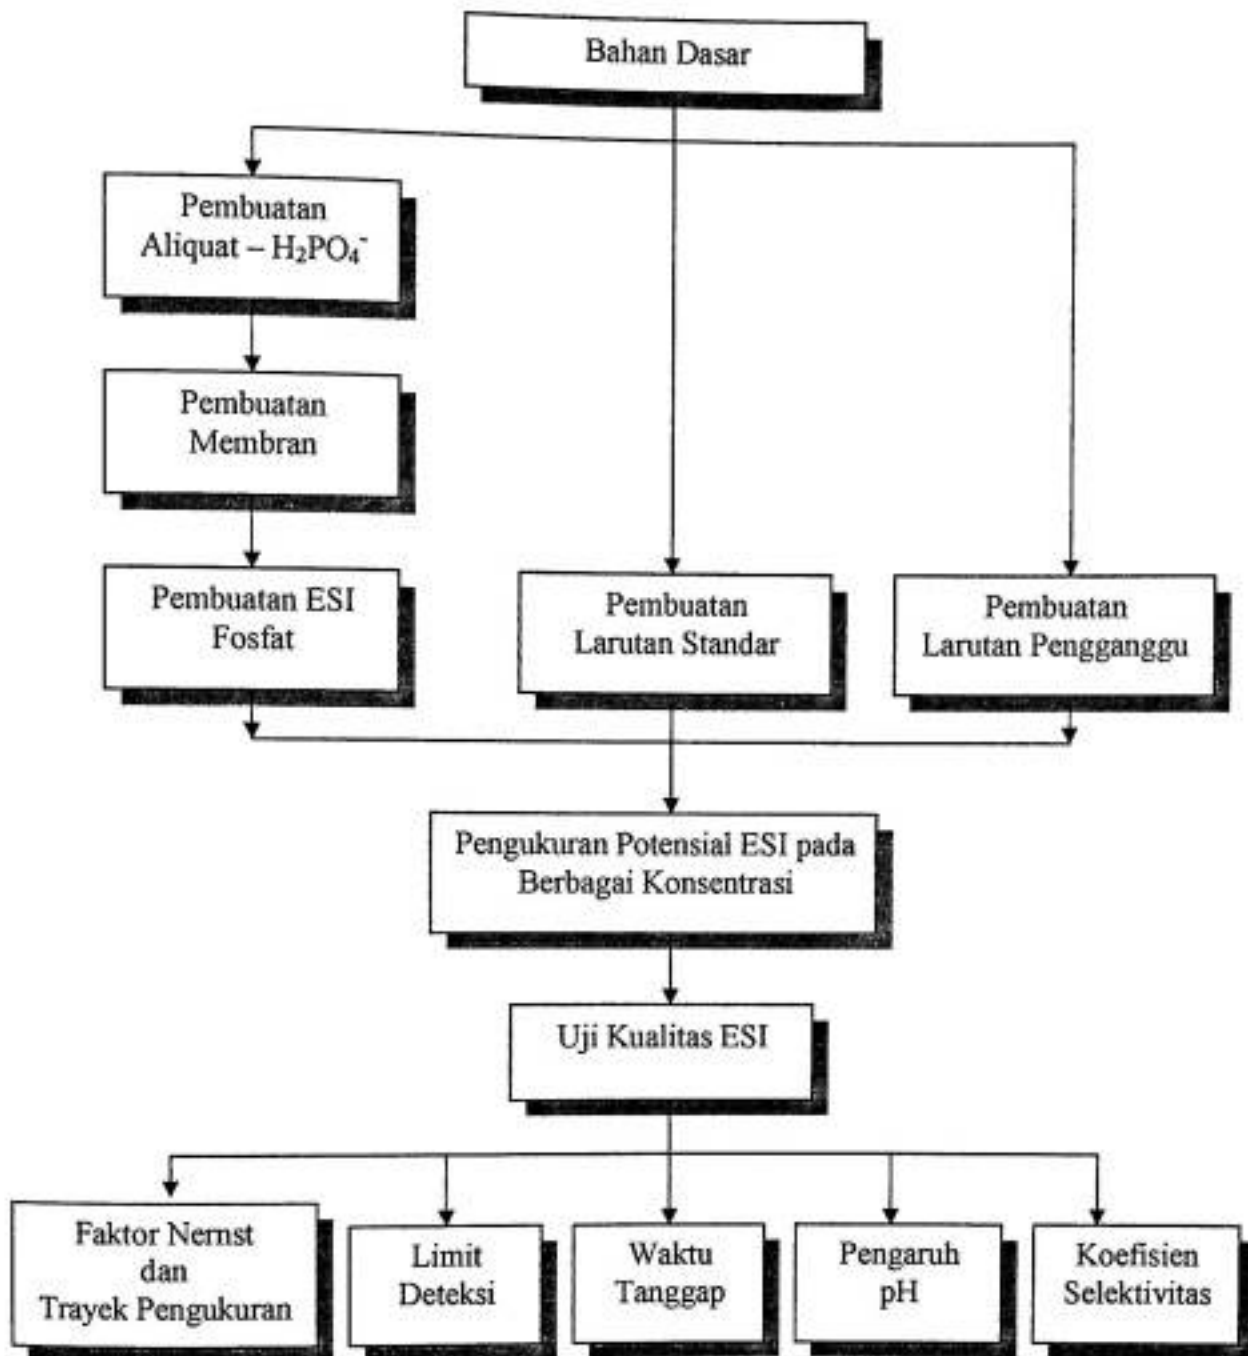 Bahan Dasar
Pembuatan
Aliquat – H₂PO₄⁻
Pembuatan
Membran
Pembuatan ESI
Fosfat
Pembuatan
Larutan Standar
Pembuatan
Larutan Pengganggu
Pengukuran Potensial ESI pada
Berbagai Konsentrasi
Uji Kualitas ESI
Faktor Nernst
dan
Trayek Pengukuran
Limit
Deteksi
Waktu
Tanggap
Pengaruh
pH
Koefisien
Selektivitas